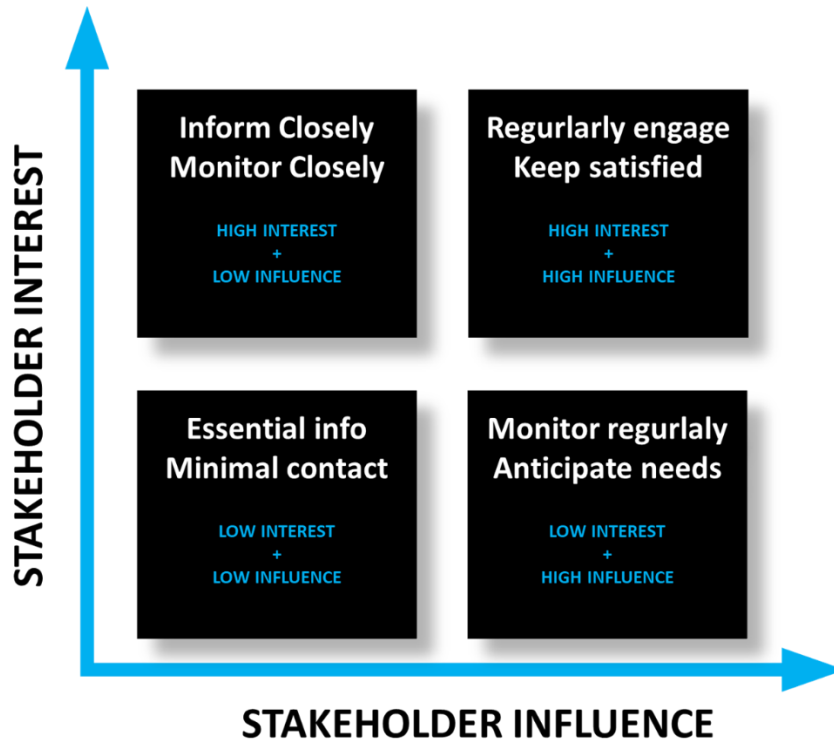 STAKEHOLDER INTEREST
Inform Closely
Monitor Closely
HIGH INTEREST
+
LOW INFLUENCE
Regurlarly engage
Keep satisfied
HIGH INTEREST
+
HIGH INFLUENCE
Essential info
Minimal contact
LOW INTEREST
+
LOW INFLUENCE
Monitor regurlaly
Anticipate needs
LOW INTEREST
+
HIGH INFLUENCE
STAKEHOLDER INFLUENCE